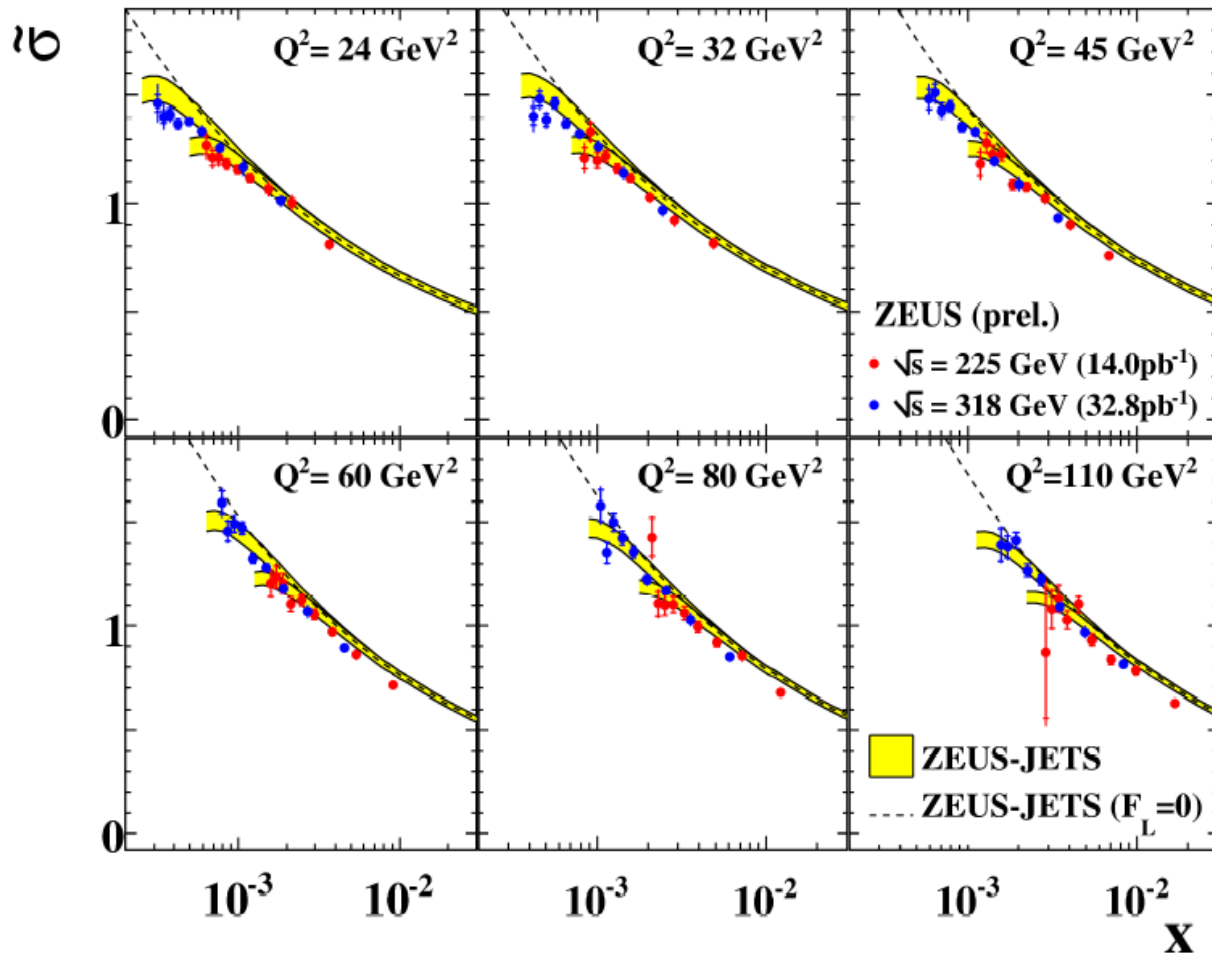 σ̃
Q²= 24 GeV²
Q²= 32 GeV²
Q²= 45 GeV²
1
0
ZEUS (prel.)
√s = 225 GeV (14.0pb⁻¹)
√s = 318 GeV (32.8pb⁻¹)
Q²= 60 GeV²
Q²= 80 GeV²
Q²=110 GeV²
1
0
ZEUS-JETS
ZEUS-JETS (F_L=0)
10⁻³ 10⁻² 10⁻³ 10⁻² 10⁻³ 10⁻²
x